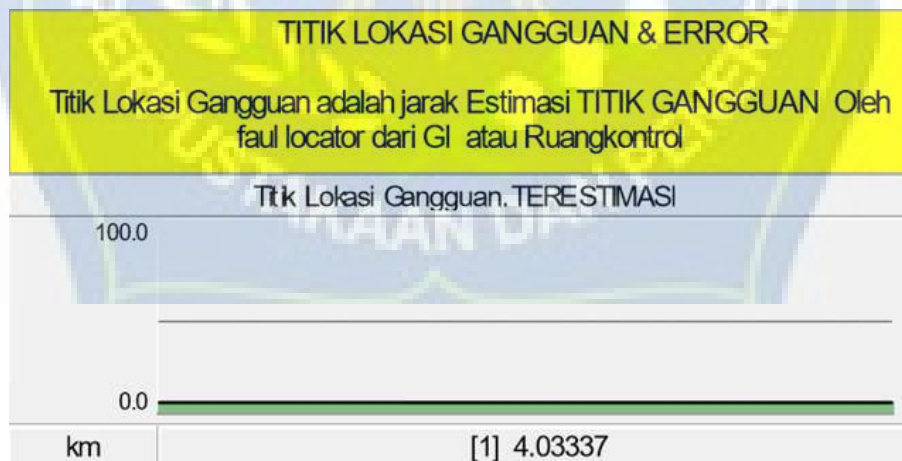 TITIK LOKASI GANGGUAN & ERROR
Titik Lokasi Gangguan adalah jarak Estimasi TITIK GANGGUAN Oleh
faul locator dari GI atau Ruangkontrol
Titik Lokasi Gangguan.TERESTIMASI
100.0
0.0
km [1] 4.03337